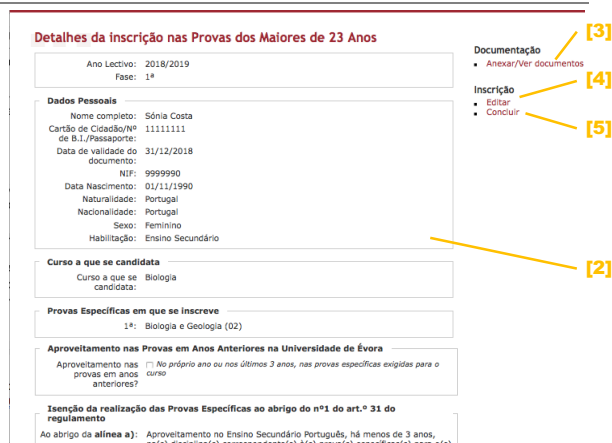 Detalhes da inscrição nas Provas dos Maiores de 23 Anos
Ano Lectivo: 2018/2019
Fase: 1ª
Dados Pessoais
Nome completo: Sónia Costa
Cartão de Cidadão/Nº de B.I./Passaporte: 11111111
Data de validade do documento: 31/12/2018
NIF: 9999990
Data Nascimento: 01/11/1990
Naturalidade: Portugal
Nacionalidade: Portugal
Sexo: Feminino
Habilitação: Ensino Secundário
Curso a que se candidata
Curso a que se candidata: Biologia
Provas Específicas em que se inscreve
1ª: Biologia e Geologia (02)
Aproveitamento nas Provas em Anos Anteriores na Universidade de Évora
Aproveitamento nas provas em anos anteriores?
No próprio ano ou nos últimos 3 anos, nas provas específicas exigidas para o
curso
Isenção da realização das Provas Específicas ao abrigo do nº1 do art.º 31 do
regulamento
Ao abrigo da alínea a): Aproveitamento no Ensino Secundário Português, há menos de 3 anos,
Documentação
Anexar/Ver documentos
Inscrição
Editar
Concluir
[3]
[4]
[5]
[2]